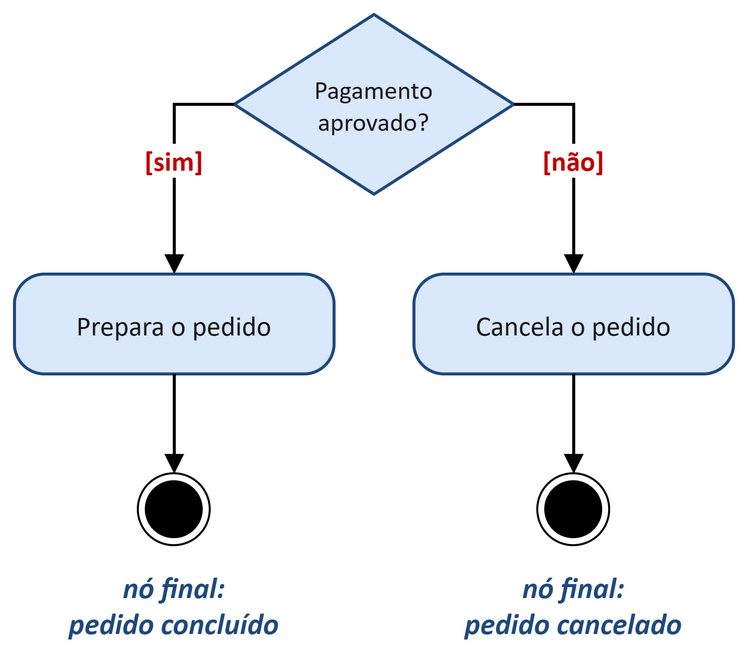 Pagamento
aprovado?
[sim]
[não]
Prepara o pedido
Cancela o pedido
nó final:
pedido concluído
nó final:
pedido cancelado